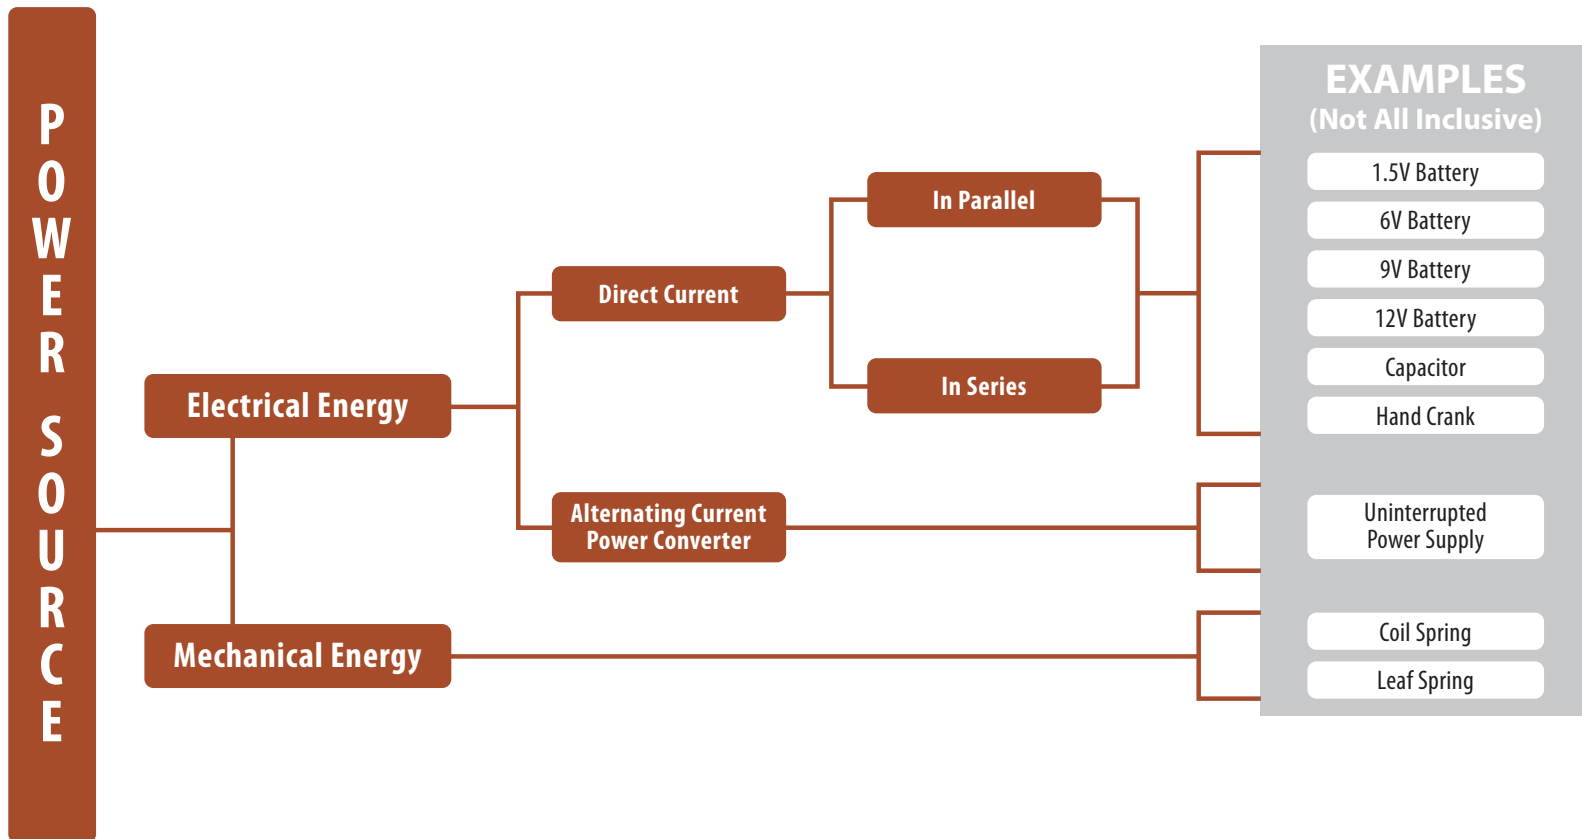 POWER SOURCE
EXAMPLES
(Not All Inclusive)
1.5V Battery
In Parallel
6V Battery
9V Battery
Direct Current
12V Battery
Capacitor
In Series
Electrical Energy
Hand Crank
Alternating Current
Power Converter
Uninterrupted
Power Supply
Coil Spring
Mechanical Energy
Leaf Spring